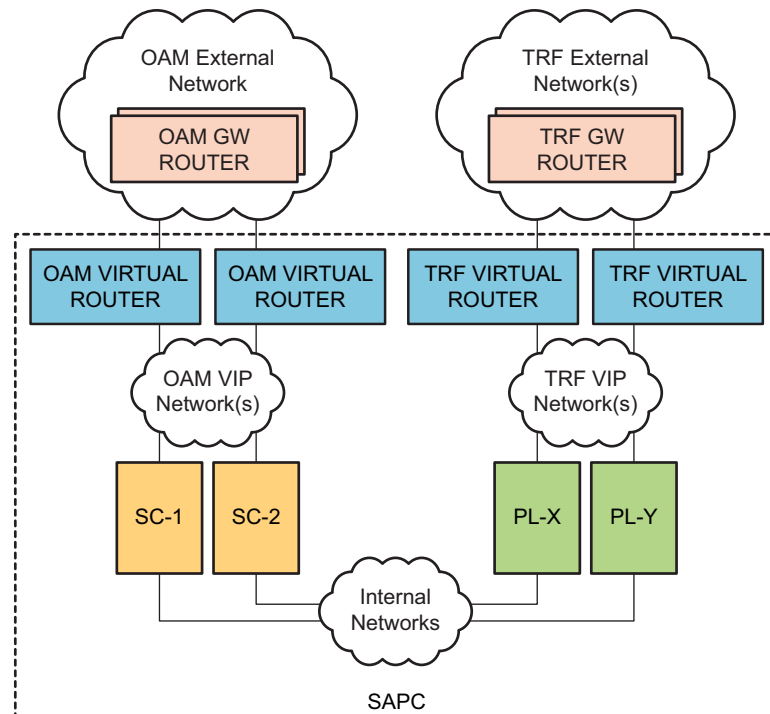 OAM External
Network
OAM GW
ROUTER
TRF External
Network(s)
TRF GW
ROUTER
OAM VIRTUAL
ROUTER
OAM VIRTUAL
ROUTER
TRF VIRTUAL
ROUTER
TRF VIRTUAL
ROUTER
OAM VIP
Network(s)
TRF VIP
Network(s)
SC-1
SC-2
PL-X
PL-Y
Internal
Networks
SAPC